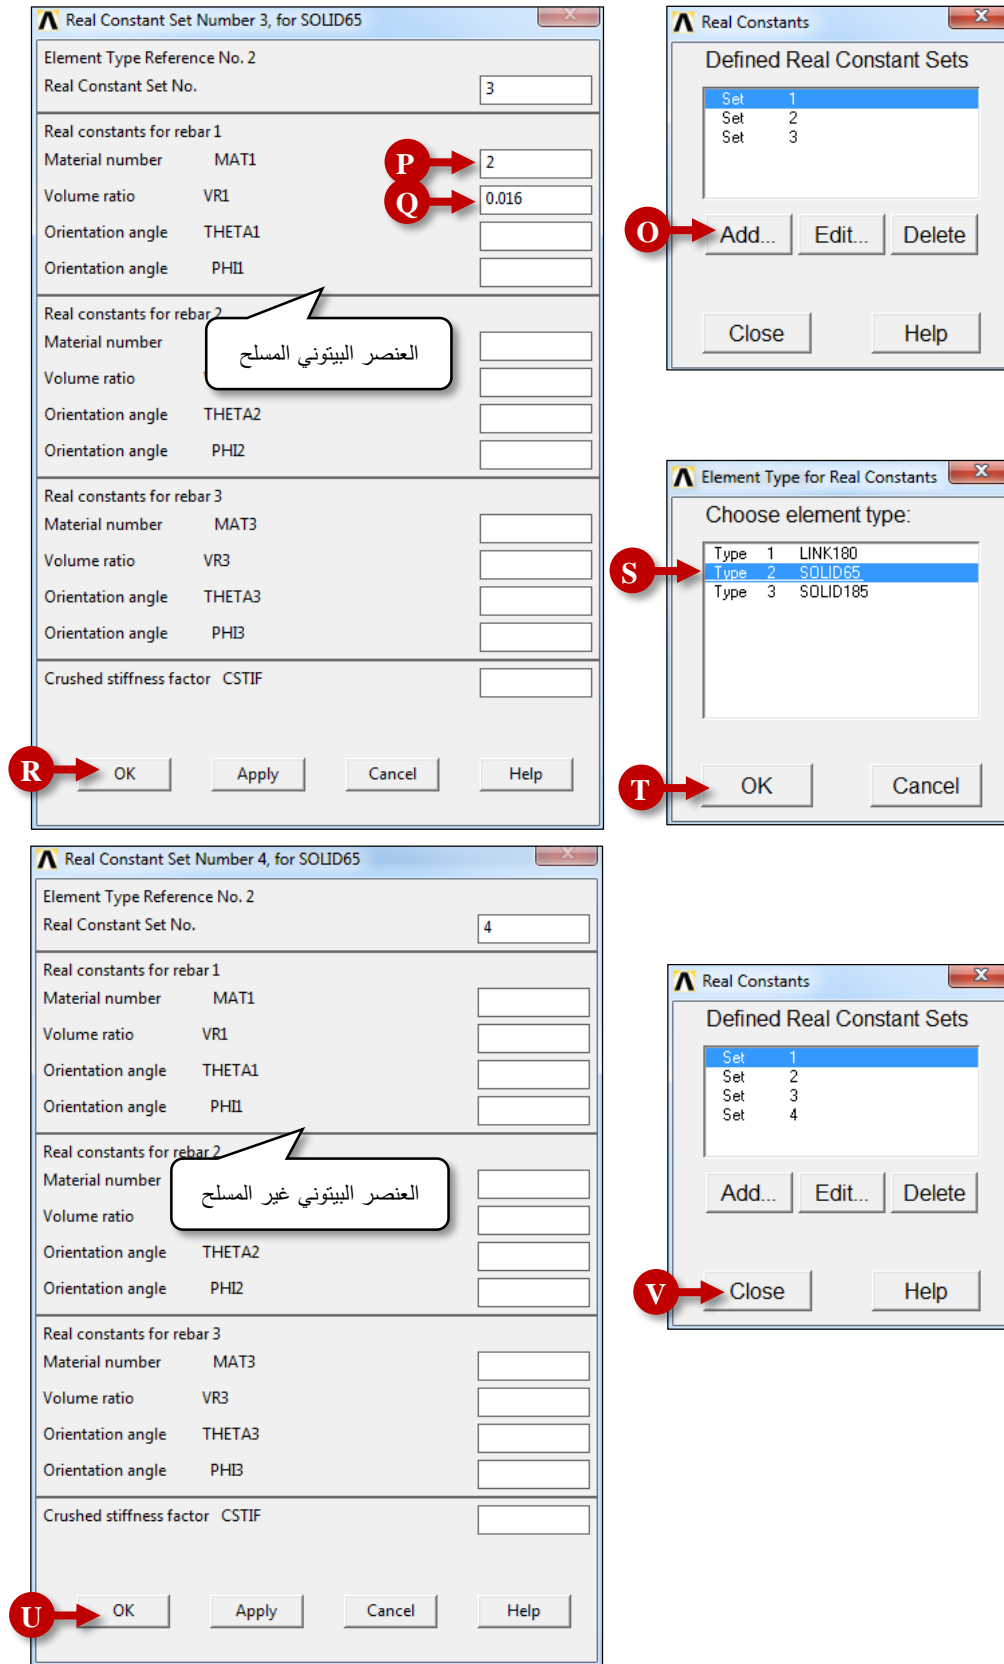 Real Constant Set Number 3, for SOLID65
Element Type Reference No. 2
Real Constant Set No. 3
Real constants for rebar 1
Material number MAT1 P 2
Volume ratio VR1 Q 0.016
Orientation angle THETA1
Orientation angle PHI1
Real constants for rebar 2
Material number
العنصر البيتوني المسلح
Volume ratio
Orientation angle THETA2
Orientation angle PHI2
Real constants for rebar 3
Material number MAT3
Volume ratio VR3
Orientation angle THETA3
Orientation angle PHI3
Crushed stiffness factor CSTIF
R OK Apply Cancel Help
Real Constants
Defined Real Constant Sets
Set 1
Set 2
Set 3
O Add... Edit... Delete
Close Help
Element Type for Real Constants
Choose element type:
Type 1 LINK180
S Type 2 SOLID65
Type 3 SOLID185
T OK Cancel
Real Constant Set Number 4, for SOLID65
Element Type Reference No. 2
Real Constant Set No. 4
Real constants for rebar 1
Material number MAT1
Volume ratio VR1
Orientation angle THETA1
Orientation angle PHI1
Real constants for rebar 2
Material number
العنصر البيتوني غير المسلح
Volume ratio
Orientation angle THETA2
Orientation angle PHI2
Real constants for rebar 3
Material number MAT3
Volume ratio VR3
Orientation angle THETA3
Orientation angle PHI3
Crushed stiffness factor CSTIF
U OK Apply Cancel Help
Real Constants
Defined Real Constant Sets
Set 1
Set 2
Set 3
Set 4
Add... Edit... Delete
V Close Help